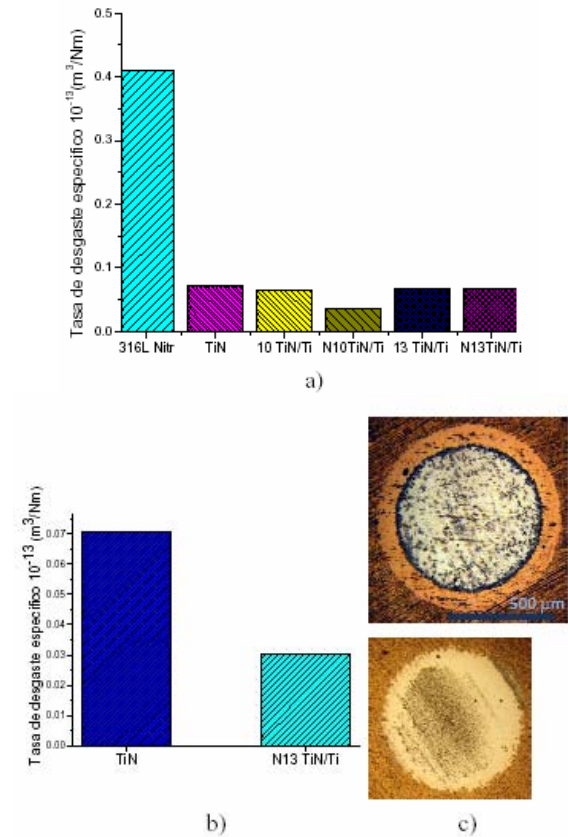 Tasa de desgaste especifico 10⁻¹³(m³/Nm)
0.5
0.4
0.3
0.2
0.1
0.0
316L Nitr TiN 10 TiN/Ti N10TiN/Ti 13 TiN/Ti N13TiN/Ti
a)
Tasa de desgaste especifico 10⁻¹³ (m³/Nm)
0.07
0.06
0.05
0.04
0.03
0.02
0.01
0.00
TiN N13 TiN/Ti
500 µm
b) c)